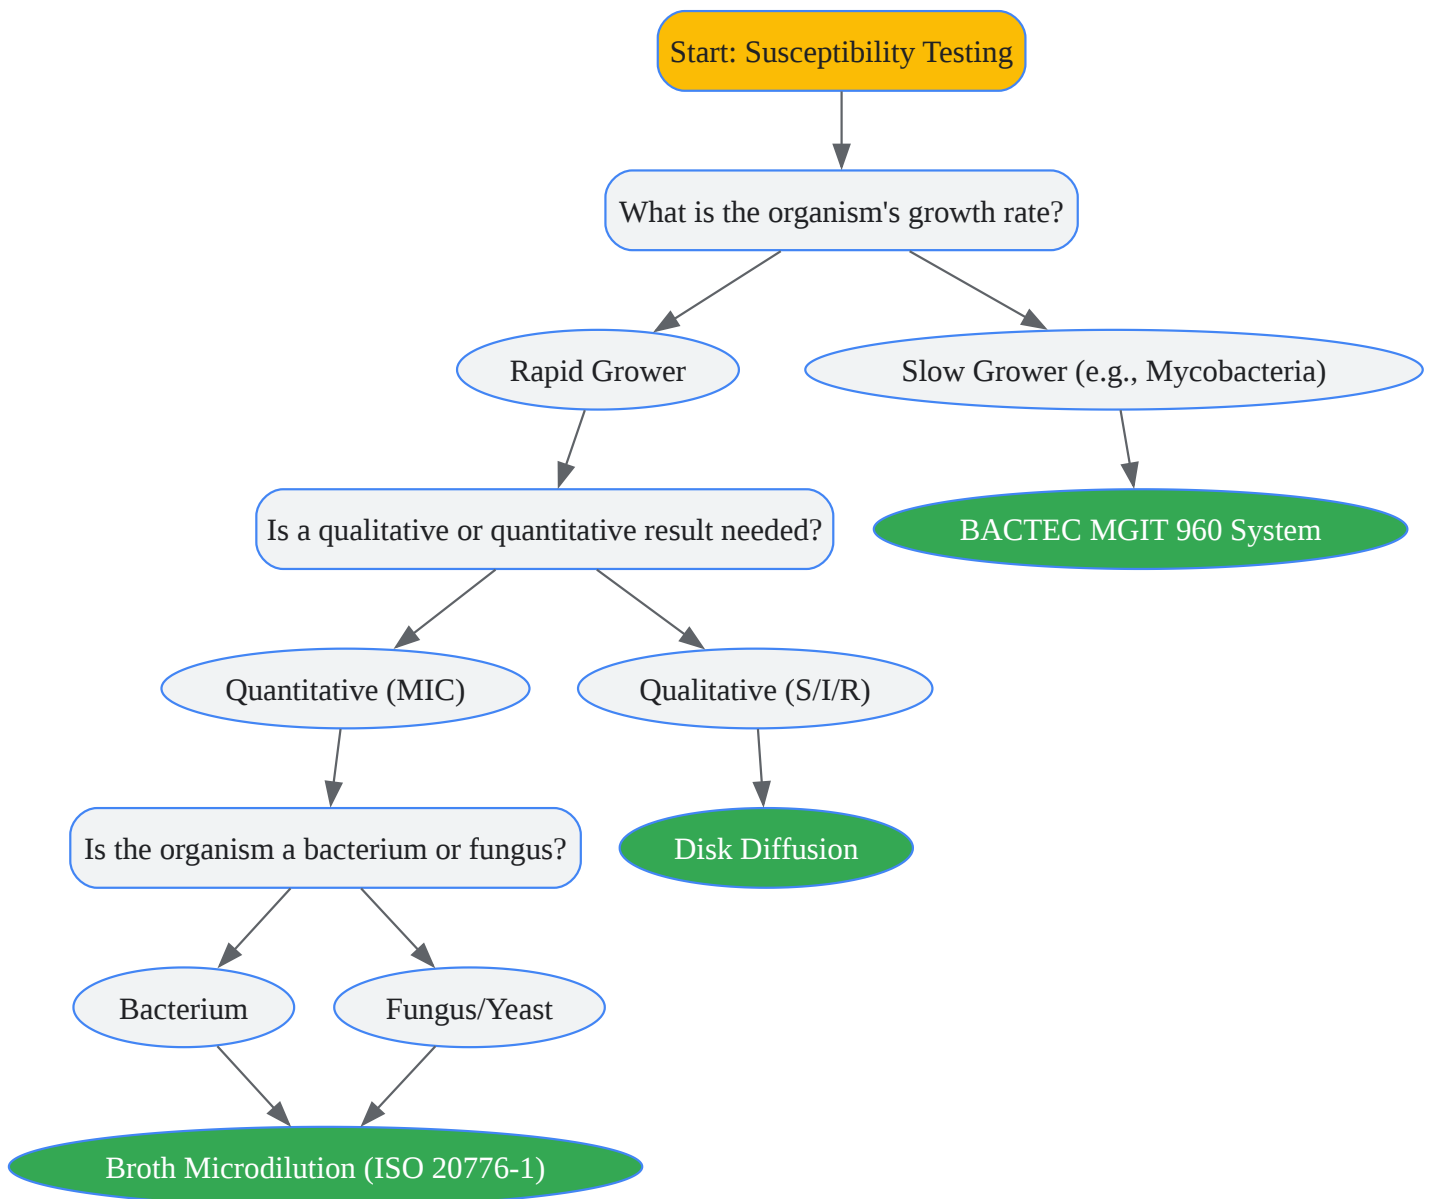 Start: Susceptibility Testing
What is the organism's growth rate?
Rapid Grower
Slow Grower (e.g., Mycobacteria)
Is a qualitative or quantitative result needed?
BACTEC MGIT 960 System
Quantitative (MIC)
Qualitative (S/I/R)
Is the organism a bacterium or fungus?
Disk Diffusion
Bacterium
Fungus/Yeast
Broth Microdilution (ISO 20776-1)